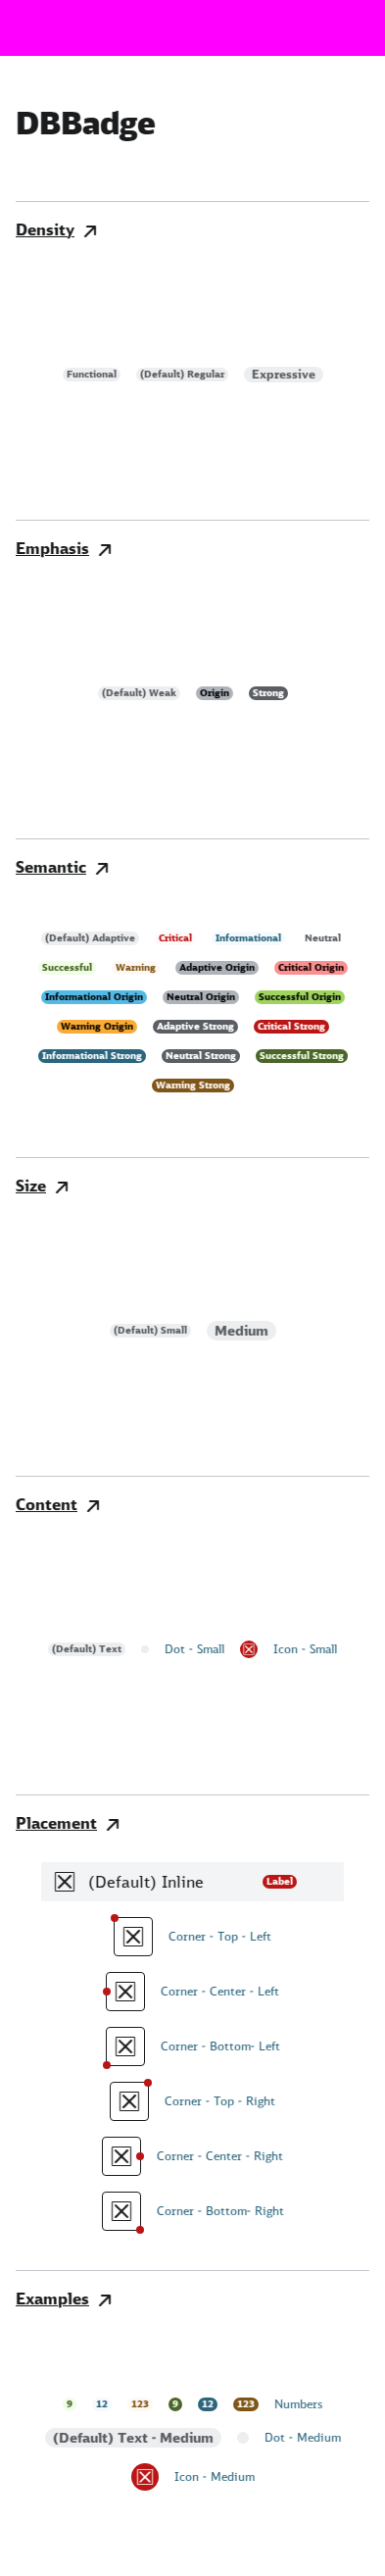 DBBadge
Density
Functional (Default) Regular Expressive
Emphasis
(Default) Weak Origin Strong
Semantic
(Default) Adaptive Critical Informational Neutral
Successful Warning Adaptive Origin Critical Origin
Informational Origin Neutral Origin Successful Origin
Warning Origin Adaptive Strong Critical Strong
Informational Strong Neutral Strong Successful Strong
Warning Strong
Size
(Default) Small Medium
Content
(Default) Text Dot - Small Icon - Small
Placement
(Default) Inline Label
Corner - Top - Left
Corner - Center - Left
Corner - Bottom- Left
Corner - Top - Right
Corner - Center - Right
Corner - Bottom- Right
Examples
9 12 123 9 12 123 Numbers
(Default) Text - Medium Dot - Medium
Icon - Medium